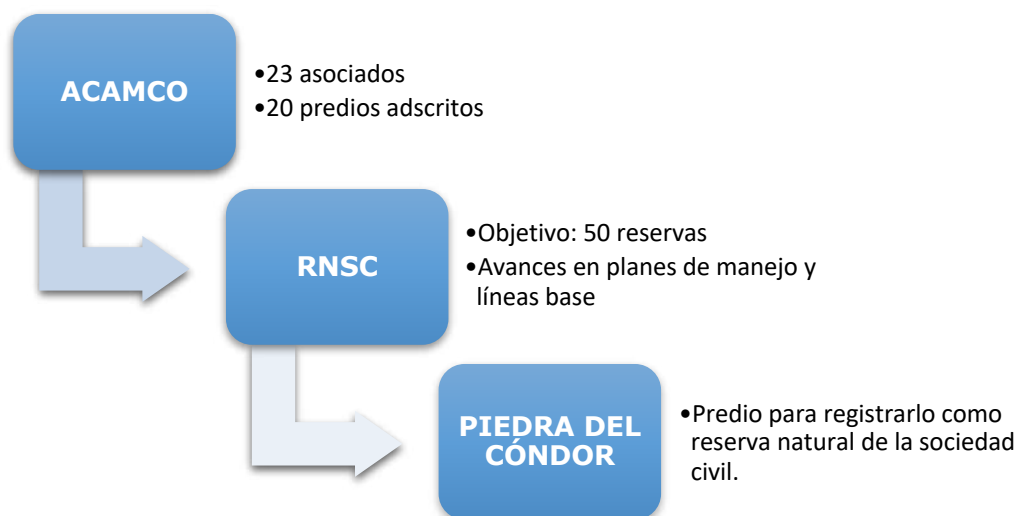 ACAMCO
•23 asociados
•20 predios adscritos
RNSC
•Objetivo: 50 reservas
•Avances en planes de manejo y
líneas base
PIEDRA DEL
CÓNDOR
•Predio para registrarlo como
reserva natural de la sociedad
civil.